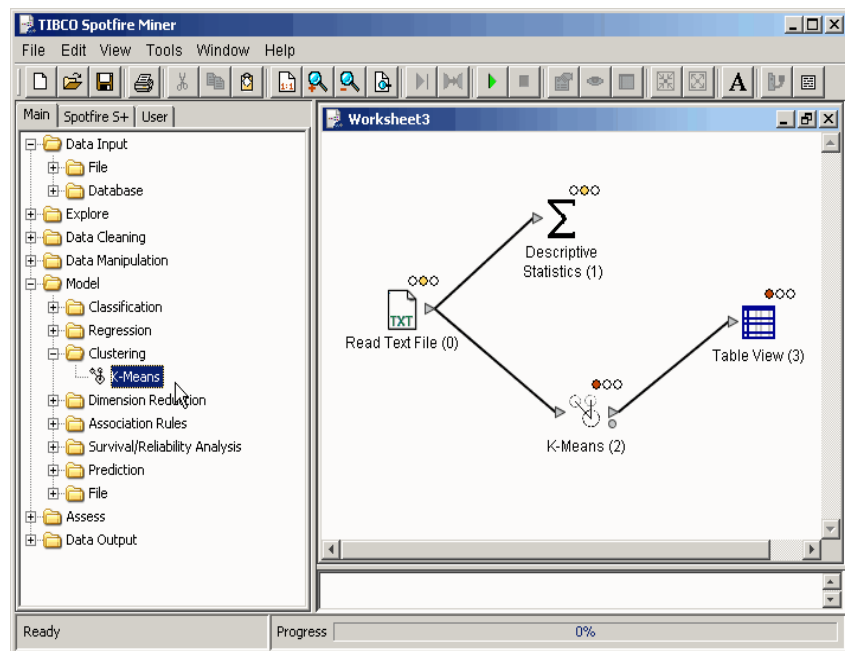 TIBCO Spotfire Miner
File Edit View Tools Window Help
1:1
A
Main Spotfire S+ User
Data Input
File
Database
Explore
Data Cleaning
Data Manipulation
Model
Classification
Regression
Clustering
K-Means
Dimension Reduction
Association Rules
Survival/Reliability Analysis
Prediction
File
Assess
Data Output
Worksheet3
Σ
Descriptive
Statistics (1)
TXT
Read Text File (0)
Table View (3)
K-Means (2)
Ready
Progress
0%